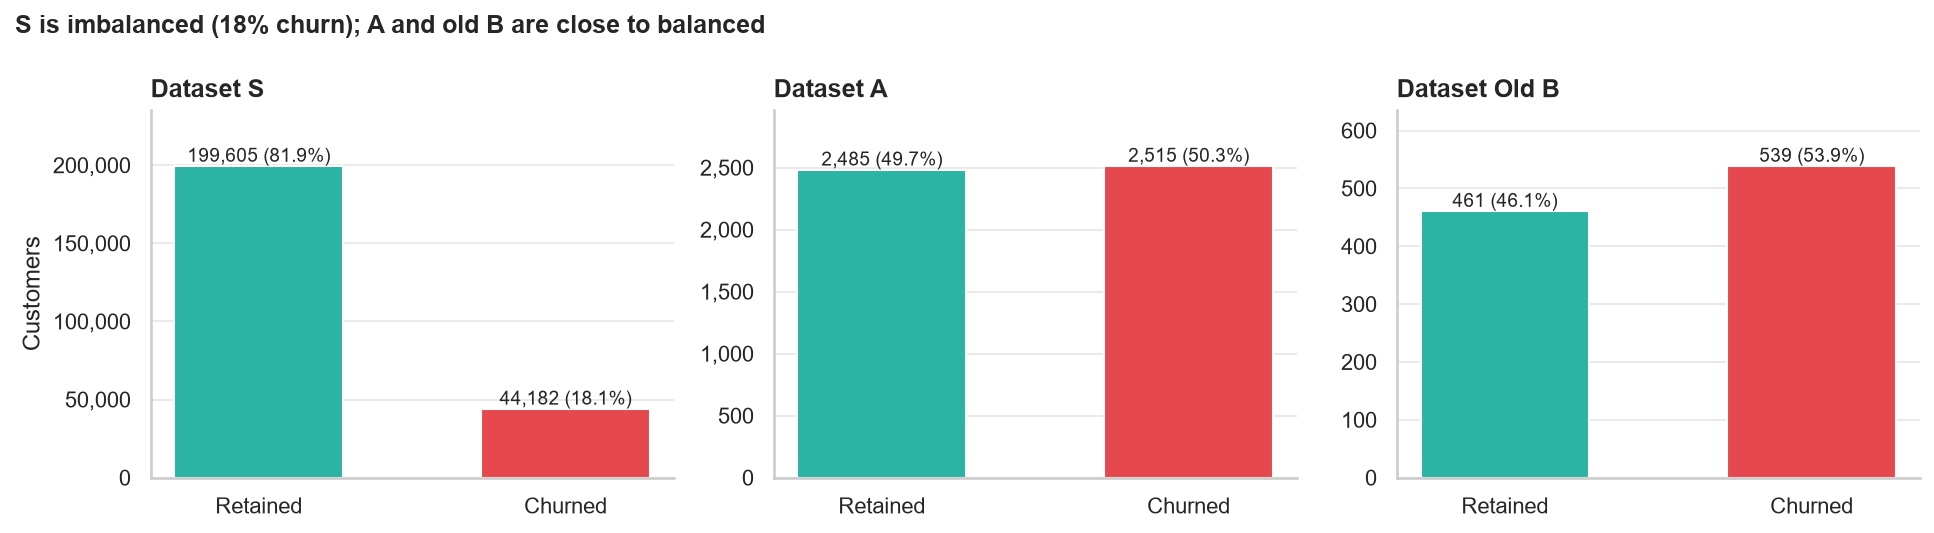 S is imbalanced (18% churn); A and old B are close to balanced
Dataset S
Customers
200,000
150,000
100,000
50,000
0
199,605 (81.9%)
44,182 (18.1%)
Retained
Churned
Dataset A
2,500
2,000
1,500
1,000
500
0
2,485 (49.7%)
2,515 (50.3%)
Retained
Churned
Dataset Old B
600
500
400
300
200
100
0
461 (46.1%)
539 (53.9%)
Retained
Churned